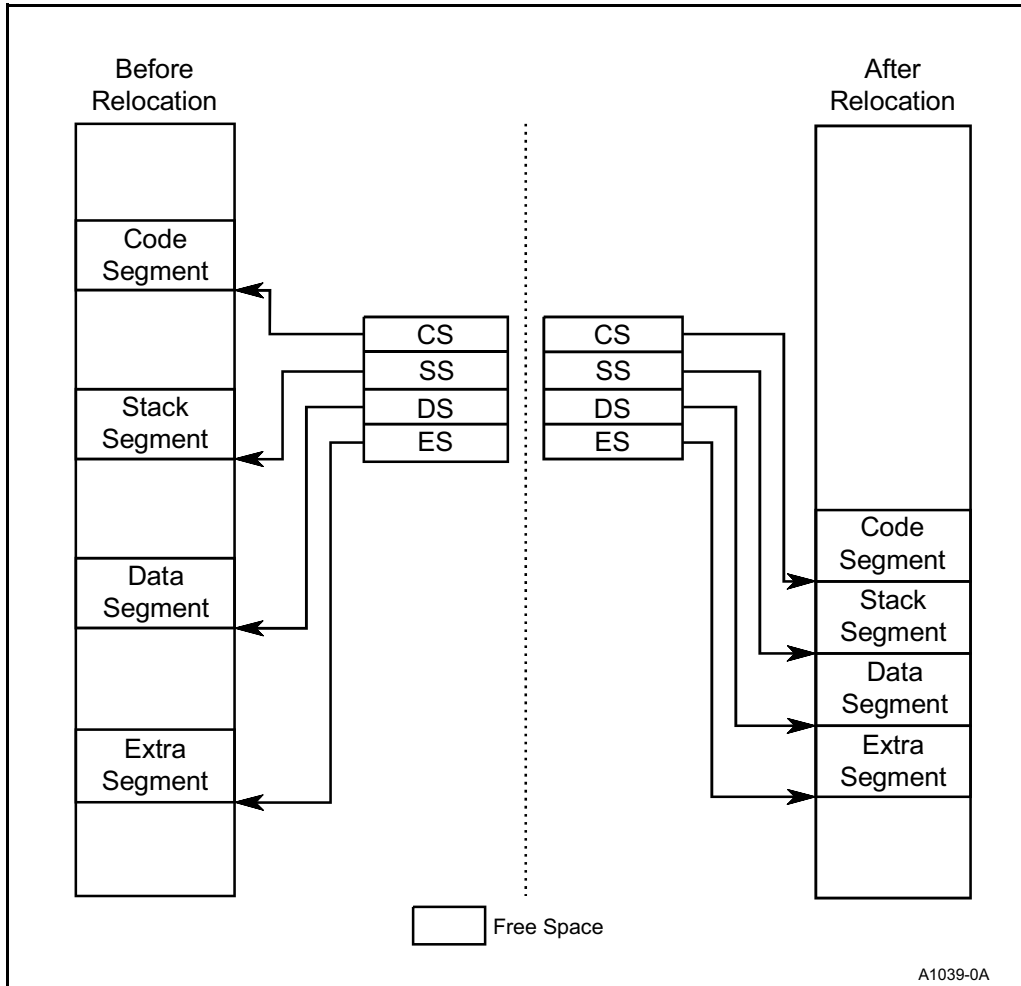 Before
Relocation
Code
Segment
Stack
Segment
Data
Segment
Extra
Segment
CS
SS
DS
ES
CS
SS
DS
ES
After
Relocation
Code
Segment
Stack
Segment
Data
Segment
Extra
Segment
Free Space
A1039-0A